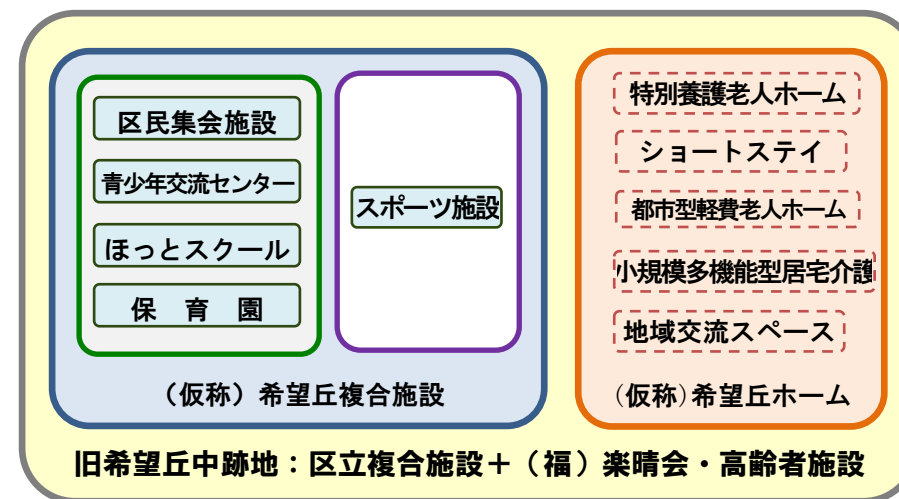 区民集会施設
青少年交流センター
ほっとスクール
保　育　園
スポーツ施設
（仮称）希望丘複合施設
特別養護老人ホーム
ショートステイ
都市型軽費老人ホーム
小規模多機能型居宅介護
地域交流スペース
（仮称）希望丘ホーム
旧希望丘中跡地：区立複合施設＋（福）楽晴会・高齢者施設